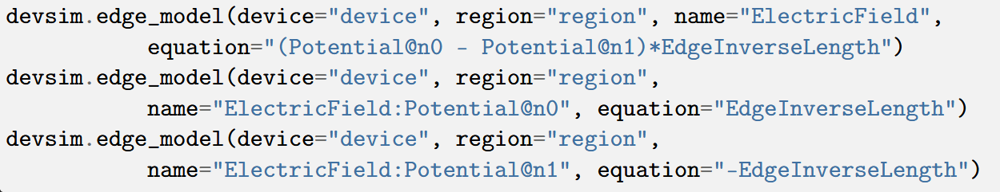 devsim.edge_model(device="device", region="region", name="ElectricField",
equation="(Potential@n0 - Potential@n1)*EdgeInverseLength")
devsim.edge_model(device="device", region="region",
name="ElectricField:Potential@n0", equation="EdgeInverseLength")
devsim.edge_model(device="device", region="region",
name="ElectricField:Potential@n1", equation="-EdgeInverseLength")